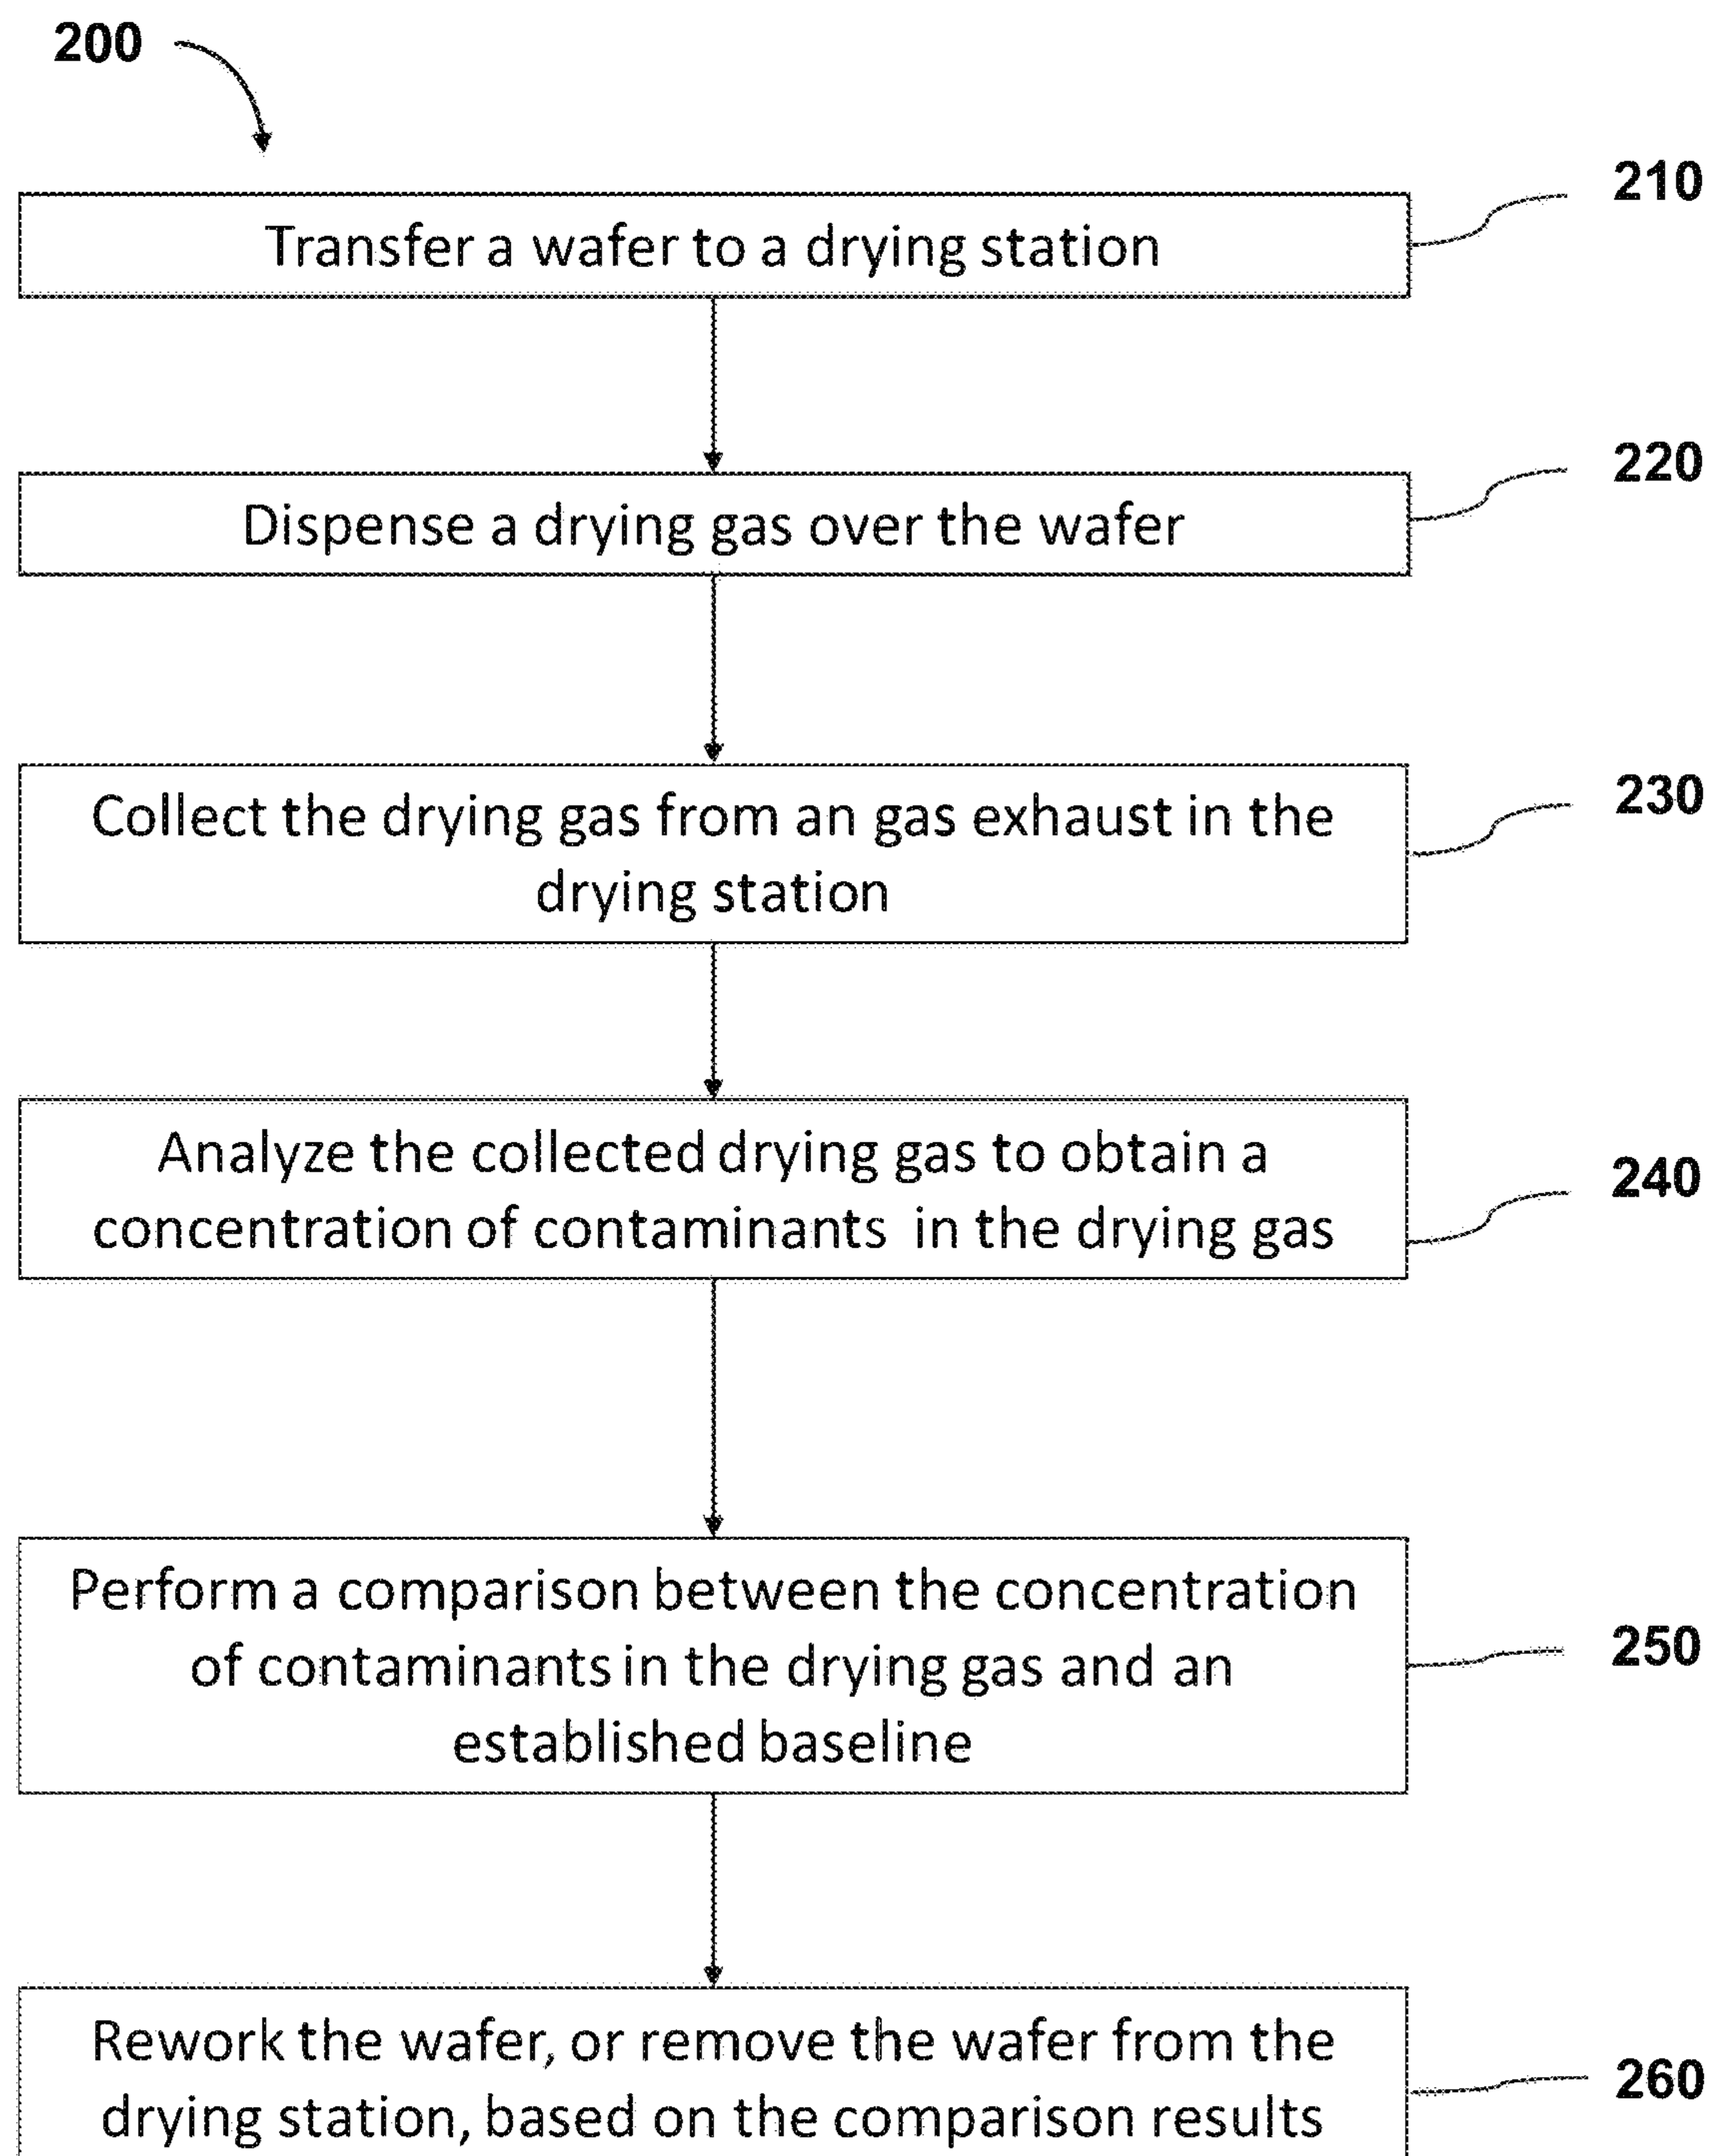 200
210
Transfer a wafer to a drying station
220
Dispense a drying gas over the wafer
230
Collect the drying gas from an gas exhaust in the
drying station
240
Analyze the collected drying gas to obtain a
concentration of contaminants in the drying gas
250
Perform a comparison between the concentration
of contaminants in the drying gas and an
established baseline
260
Rework the wafer, or remove the wafer from the
drying station, based on the comparison results